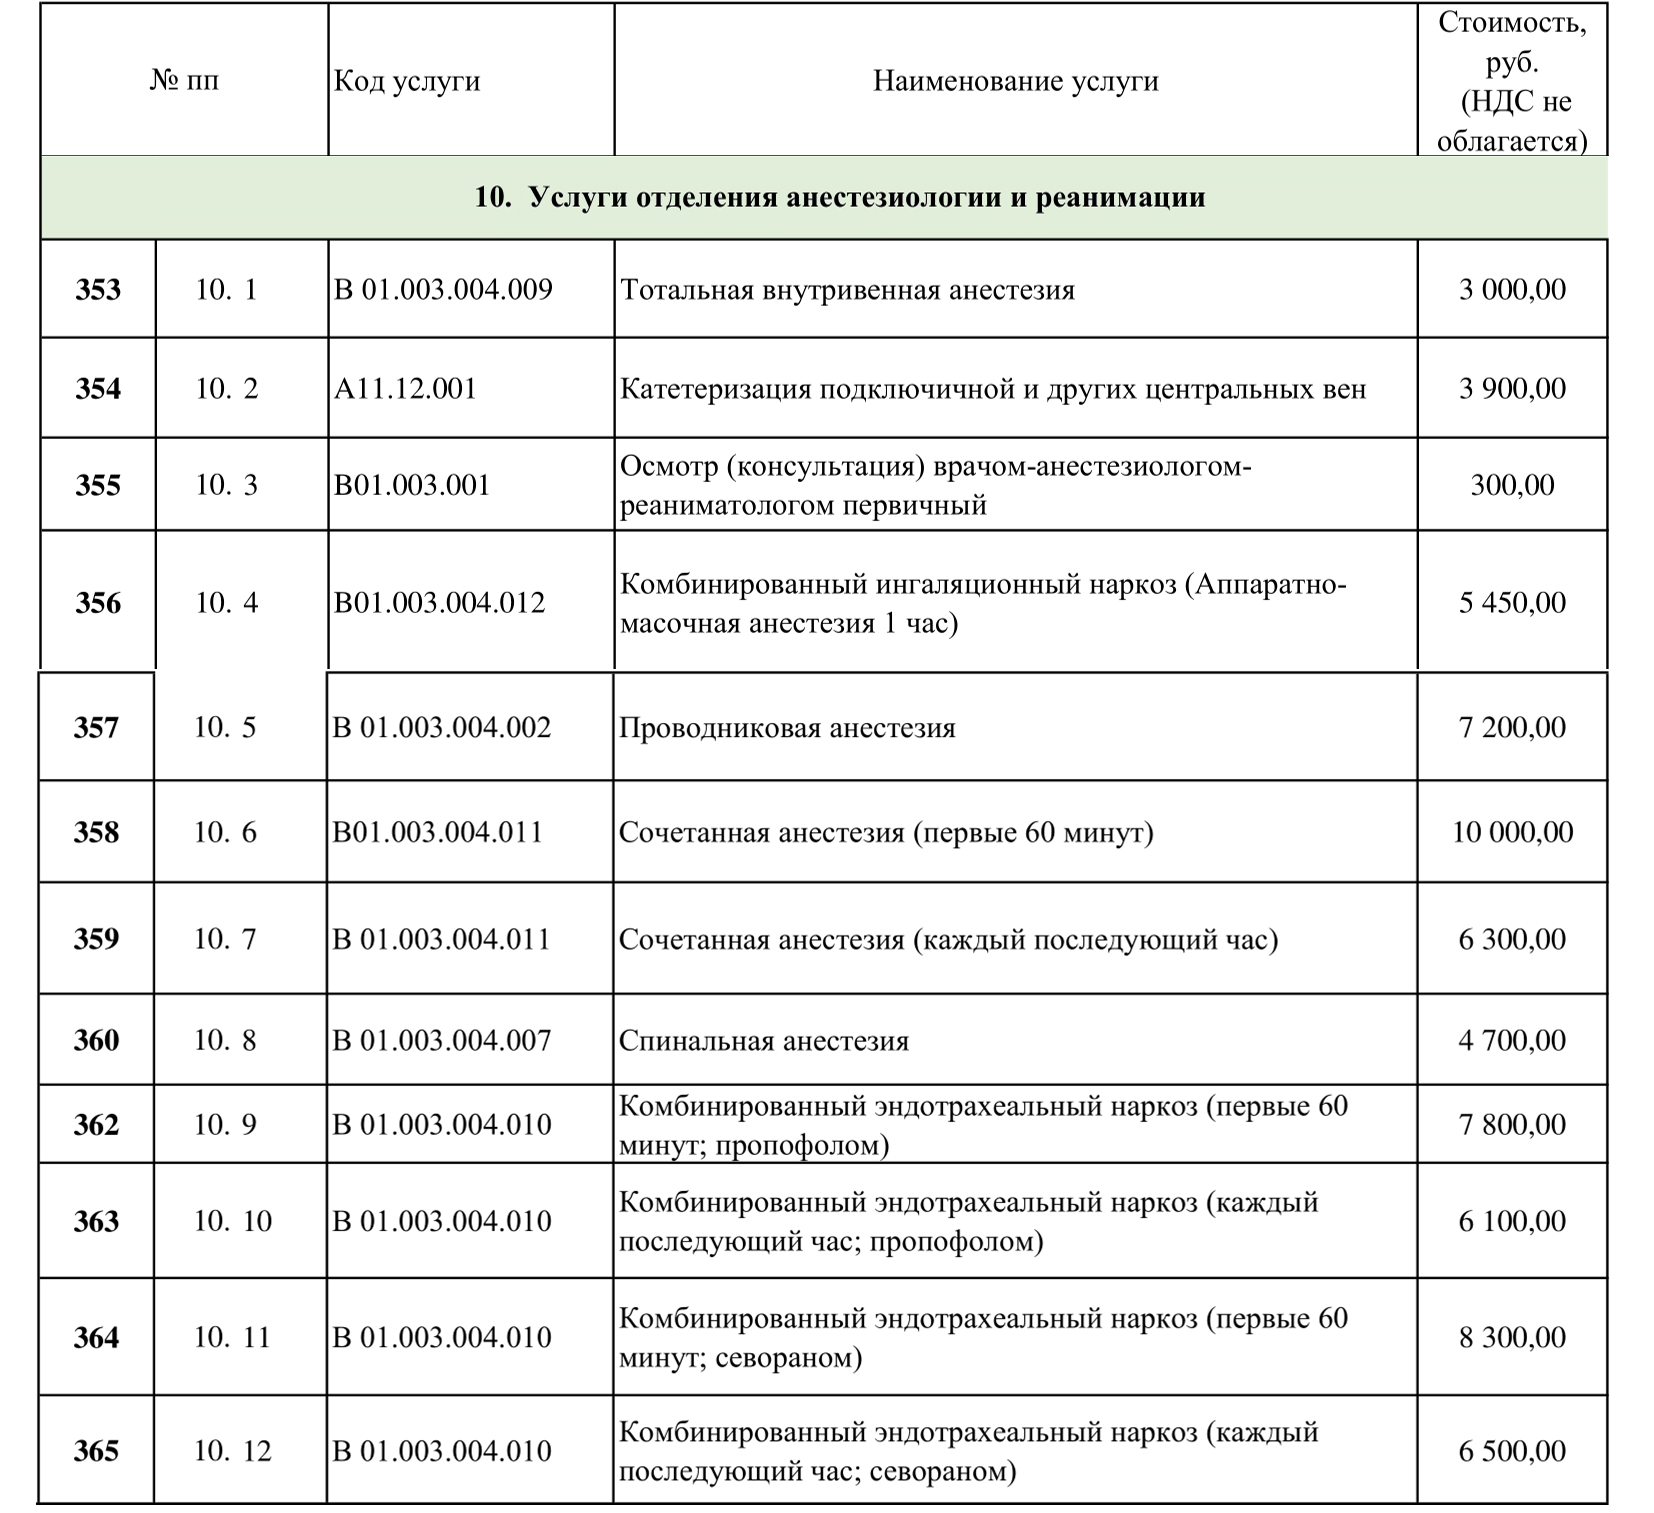 № пп Код услуги Наименование услуги Стоимость,
руб.
(НДС не
облагается)
10. Услуги отделения анестезиологии и реанимации
353 10. 1 В 01.003.004.009 Тотальная внутривенная анестезия 3 000,00
354 10. 2 А11.12.001 Катетеризация подключичной и других центральных вен 3 900,00
355 10. 3 В01.003.001 Осмотр (консультация) врачом-анестезиологом-
реаниматологом первичный 300,00
356 10. 4 В01.003.004.012 Комбинированный ингаляционный наркоз (Аппаратно-
масочная анестезия 1 час) 5 450,00
357 10. 5 В 01.003.004.002 Проводниковая анестезия 7 200,00
358 10. 6 В01.003.004.011 Сочетанная анестезия (первые 60 минут) 10 000,00
359 10. 7 В 01.003.004.011 Сочетанная анестезия (каждый последующий час) 6 300,00
360 10. 8 В 01.003.004.007 Спинальная анестезия 4 700,00
362 10. 9 В 01.003.004.010 Комбинированный эндотрахеальный наркоз (первые 60
минут; пропофолом) 7 800,00
363 10. 10 В 01.003.004.010 Комбинированный эндотрахеальный наркоз (каждый
последующий час; пропофолом) 6 100,00
364 10. 11 В 01.003.004.010 Комбинированный эндотрахеальный наркоз (первые 60
минут; севораном) 8 300,00
365 10. 12 В 01.003.004.010 Комбинированный эндотрахеальный наркоз (каждый
последующий час; севораном) 6 500,00